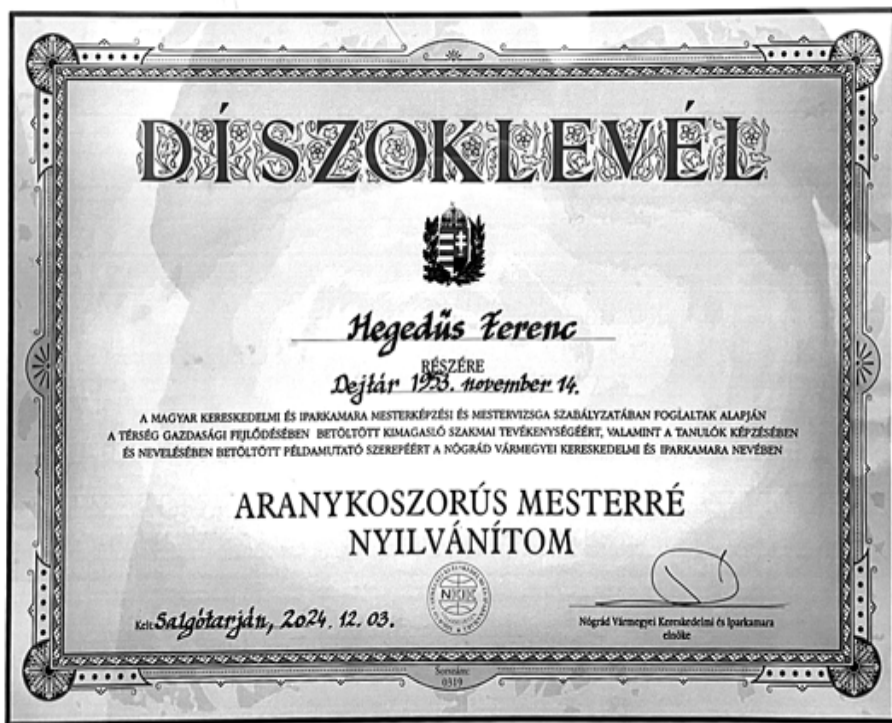 DÍSZOKLEVÉL
Hegedűs Ferenc
RÉSZÉRE
Dejtár 1953. november 14.
A MAGYAR KERESKEDELMI ÉS IPARKAMARA MESTERKÉPZÉSI ÉS MESTERVIZSGA SZABÁLYZATÁBAN FOGLALTAK ALAPJÁN
A TÉRSÉG GAZDASÁGI FEJLŐDÉSÉBEN BETÖLTÖTT KIMAGASLÓ SZAKMAI TEVÉKENYSÉGÉÉRT, VALAMINT A TANULÓK KÉPZÉSÉBEN
ÉS NEVELÉSÉBEN BETÖLTÖTT PÉLDAMUTATÓ SZEREPÉÉRT A NÓGRÁD VÁRMEGYEI KERESKEDELMI ÉS IPARKAMARA NEVÉBEN
ARANYKOSZORÚS MESTERRÉ
NYILVÁNÍTOM
NKIK
Kelt: Salgótarján, 2024. 12. 03.
Nógrád Vármegyei Kereskedelmi és Iparkamara
elnöke
Sorszám:
0319